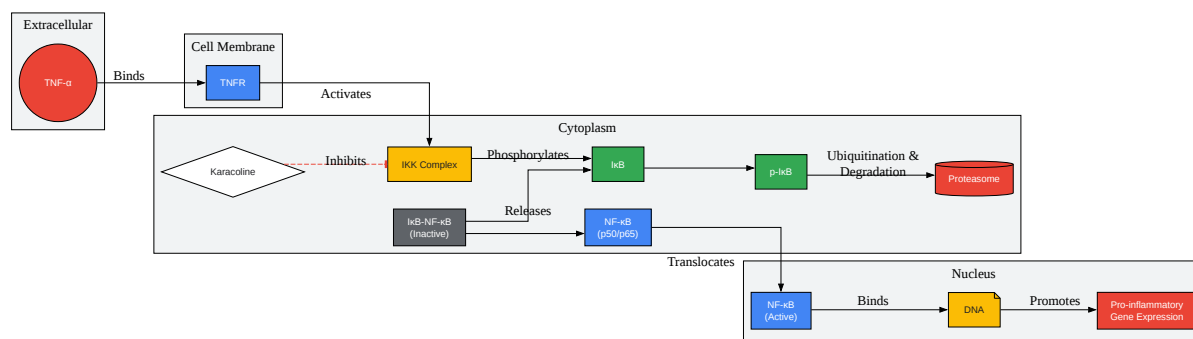 Extracellular
TNF-α
Binds
Cell Membrane
TNFR
Activates
Cytoplasm
Karacoline
Inhibits
IKK Complex
Phosphorylates
IκB
p-IκB
Ubiquitination &
Degradation
Proteasome
IκB-NF-κB
(Inactive)
Releases
NF-κB
(p50/p65)
Translocates
Nucleus
NF-κB
(Active)
Binds
DNA
Promotes
Pro-inflammatory
Gene Expression